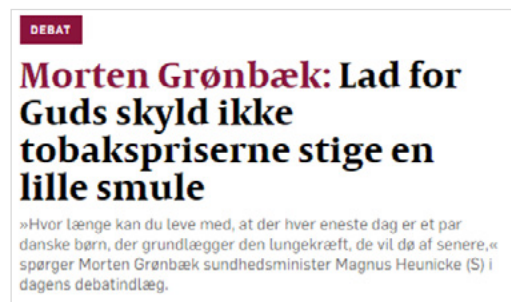 DEBAT
Morten Grønbæk: Lad for
Guds skyld ikke
tobakspriserne stige en
lille smule
»Hvor længe kan du leve med, at der hver eneste dag er et par
danske børn, der grundlægger den lungekræft, de vil dø af senere,«
spørger Morten Grønbæk sundhedsminister Magnus Heunicke (S) i
dagens debatindlæg.